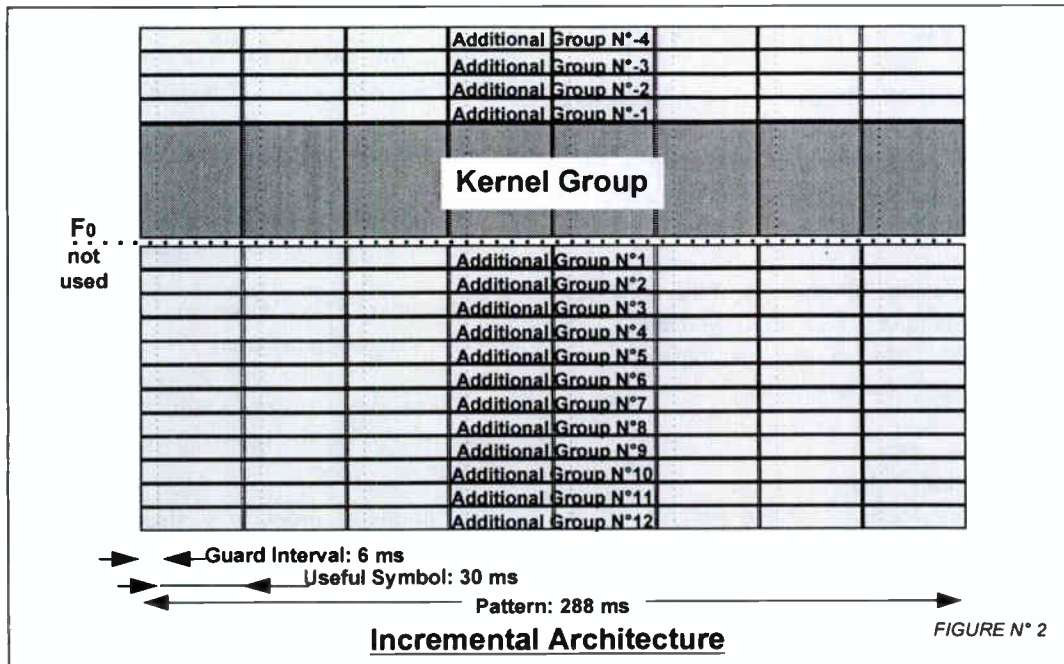 Additional Group N°-4
Additional Group N°-3
Additional Group N°-2
Additional Group N°-1
Kernel Group
F0
not
used
Additional Group N°1
Additional Group N°2
Additional Group N°3
Additional Group N°4
Additional Group N°5
Additional Group N°6
Additional Group N°7
Additional Group N°8
Additional Group N°9
Additional Group N°10
Additional Group N°11
Additional Group N°12
Guard Interval: 6 ms
Useful Symbol: 30 ms
Pattern: 288 ms
Incremental Architecture
FIGURE N° 2